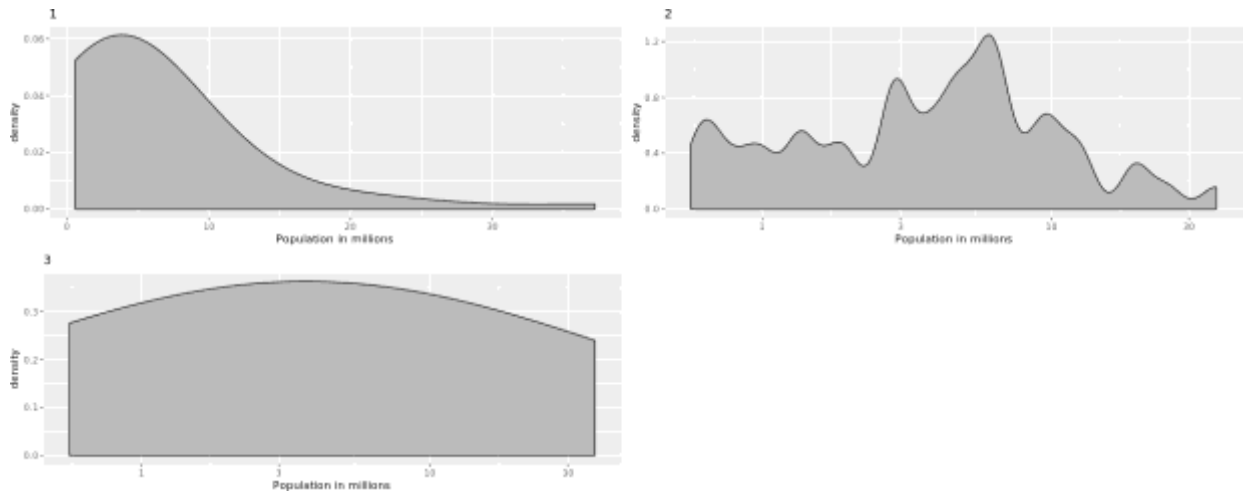 1
0.06
0.04
0.02
0.00
density
0 10 20 30
Population in millions
2
1.2
0.8
0.4
0.0
density
1 3 10 30
Population in millions
3
0.3
0.2
0.1
0.0
density
1 3 10 30
Population in millions